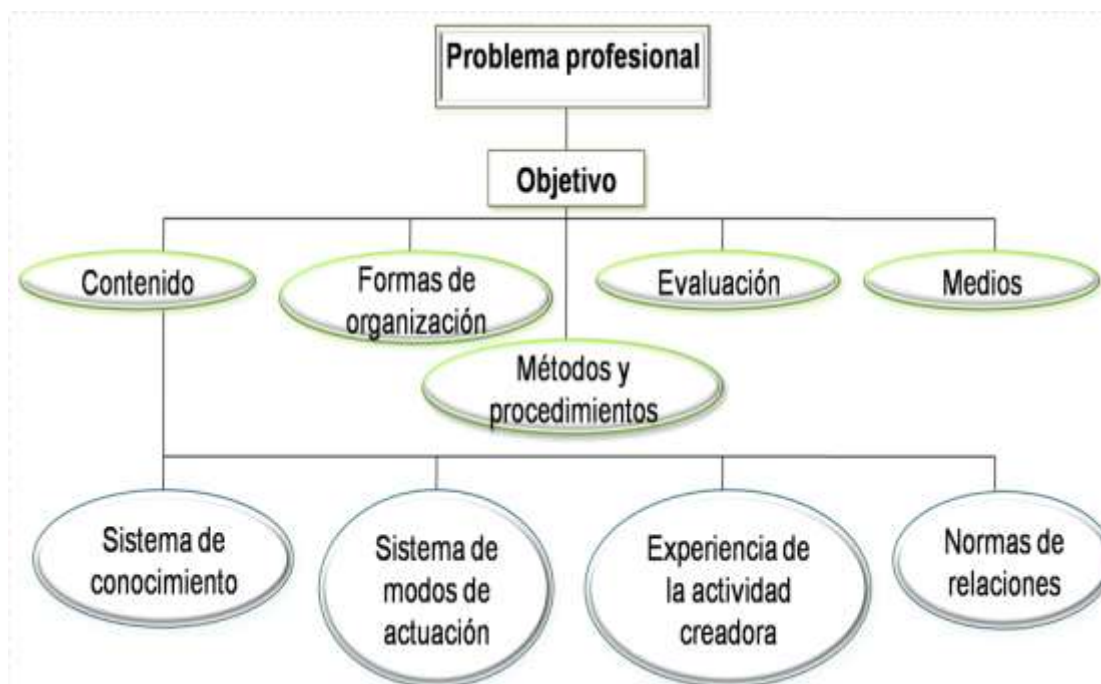 Problema profesional
Objetivo
Contenido
Formas de
organización
Evaluación
Medios
Métodos y
procedimientos
Sistema de
conocimiento
Sistema de
modos de
actuación
Experiencia de
la actividad
creadora
Normas de
relaciones